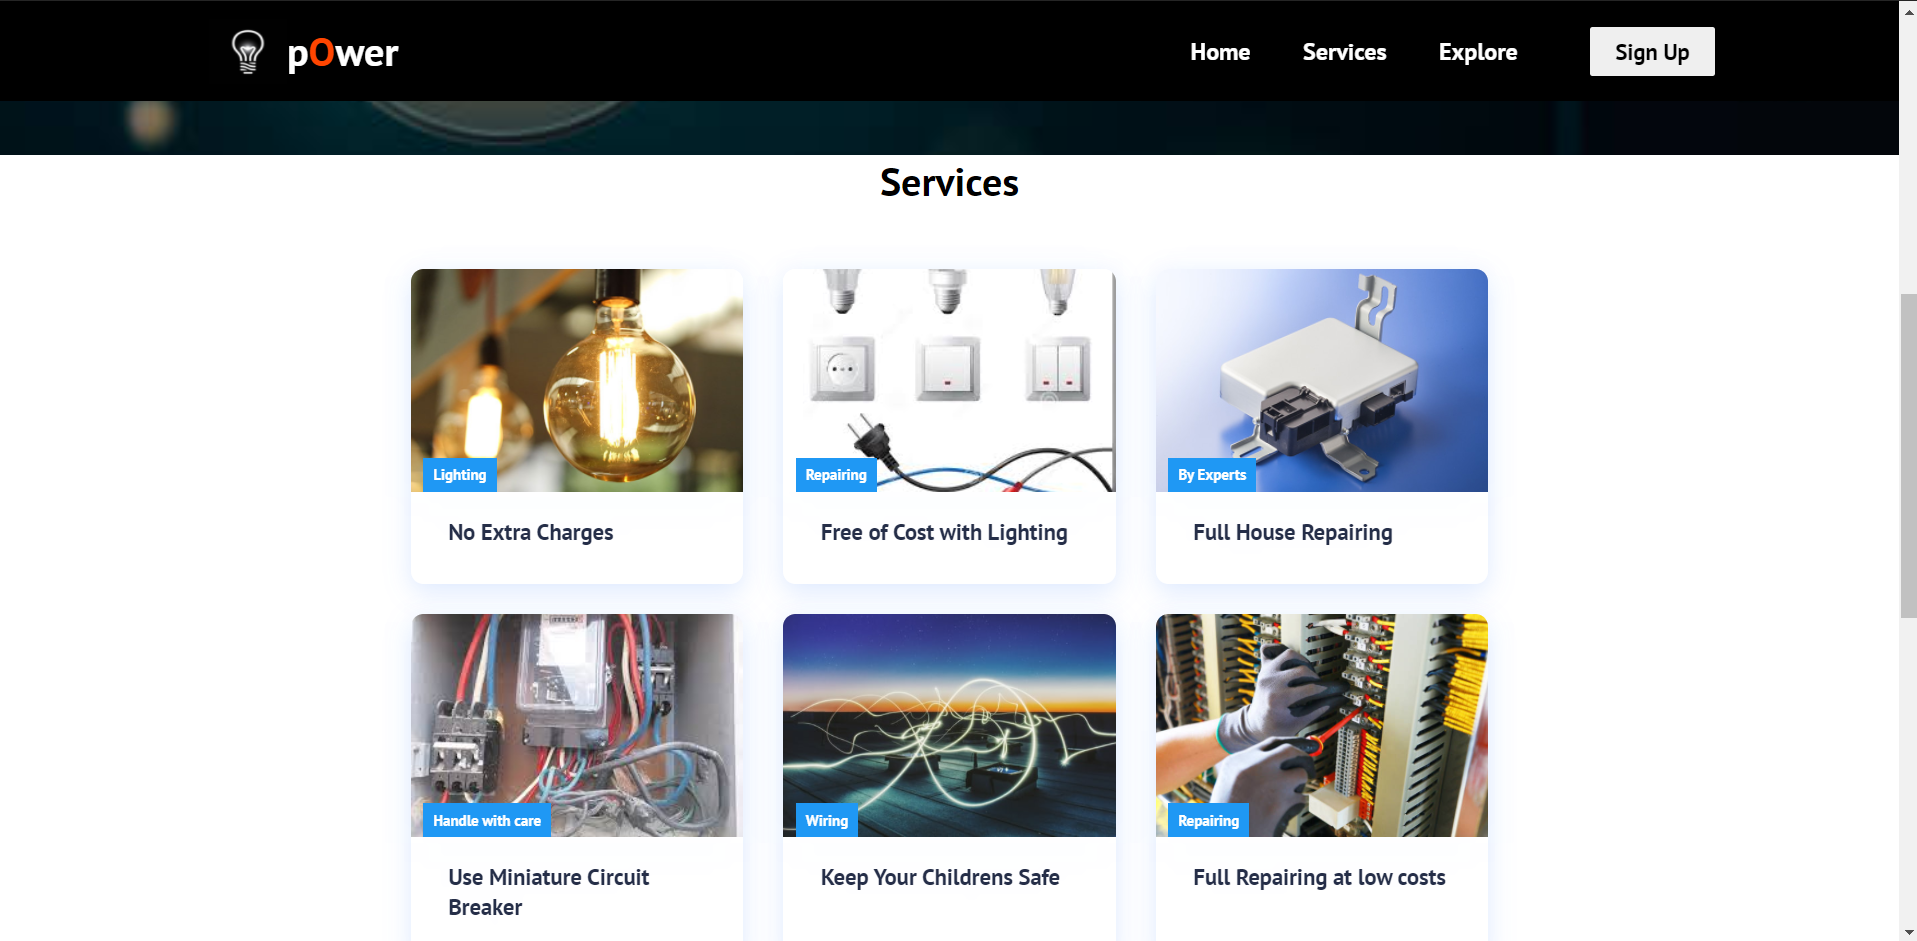 pOwer
Home
Services
Explore
Sign Up
Services
Lighting
No Extra Charges
Repairing
Free of Cost with Lighting
By Experts
Full House Repairing
Handle with care
Use Miniature Circuit
Breaker
Wiring
Keep Your Childrens Safe
Repairing
Full Repairing at low costs